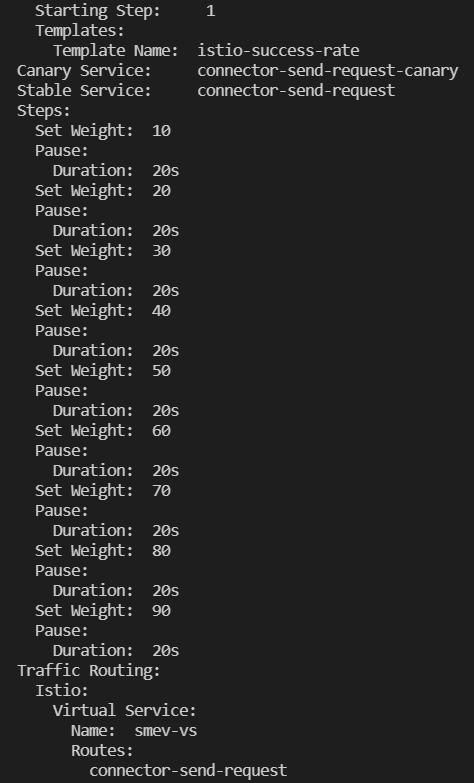 Starting Step:     1
Templates:
Template Name:  istio-success-rate
Canary Service:     connector-send-request-canary
Stable Service:     connector-send-request
Steps:
Set Weight:  10
Pause:
Duration:  20s
Set Weight:  20
Pause:
Duration:  20s
Set Weight:  30
Pause:
Duration:  20s
Set Weight:  40
Pause:
Duration:  20s
Set Weight:  50
Pause:
Duration:  20s
Set Weight:  60
Pause:
Duration:  20s
Set Weight:  70
Pause:
Duration:  20s
Set Weight:  80
Pause:
Duration:  20s
Set Weight:  90
Pause:
Duration:  20s
Traffic Routing:
Istio:
Virtual Service:
Name:  smev-vs
Routes:
connector-send-request